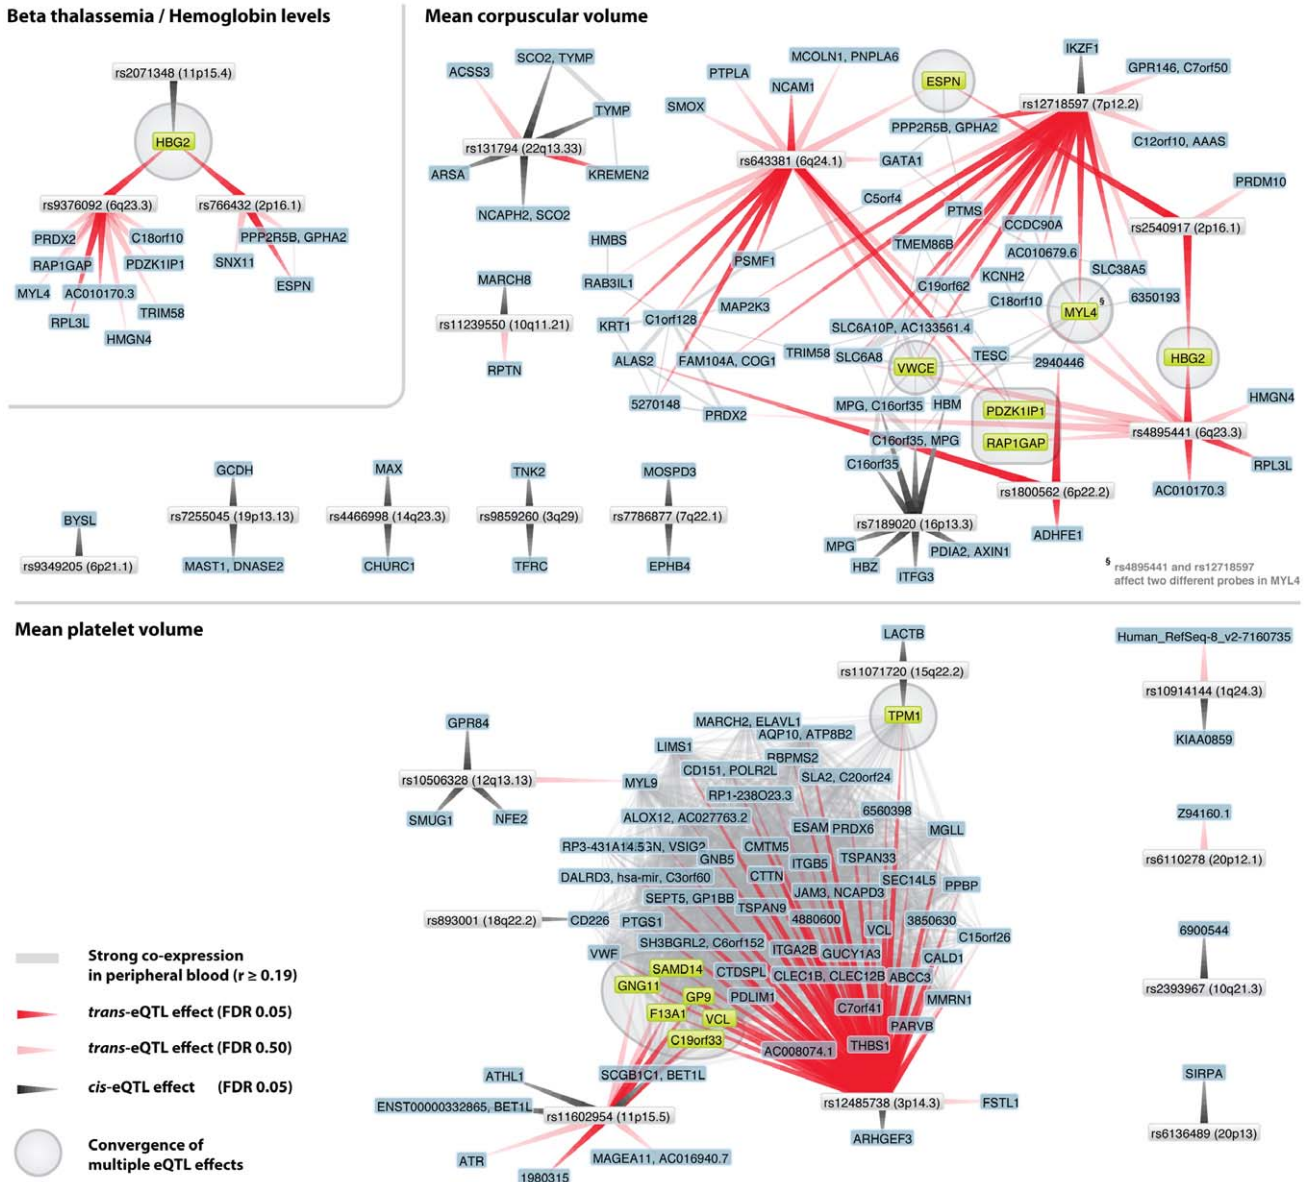 Beta thalassemia / Hemoglobin levels
rs2071348 (11p15.4)
HBG2
rs9376092 (6q23.3)
rs766432 (2p16.1)
PRDX2
C18orf10
PPP2R5B, GPHA2
RAP1GAP
PDZK1IP1
SNX11
MYL4
AC010170.3
ESPN
RPL3L
TRIM58
HMGN4
Mean corpuscular volume
SCO2, TYMP
ACSS3
TYMP
rs131794 (22q13.33)
ARSA
KREMEN2
NCAPH2, SCO2
MARCH8
rs11239550 (10q11.21)
RPTN
MCOLN1, PNPLA6
PTPLA
NCAM1
SMOX
ESPN
IKZF1
GPR146, C7orf50
rs12718597 (7p12.2)
PPP2R5B, GPHA2
C12orf10, AAAS
rs643381 (6q24.1)
GATA1
PRDM10
C5orf4
PTMS
CCDC90A
rs2540917 (2p16.1)
HMBS
TMEM86B
AC010679.6
PSMF1
KCNH2
SLC38A5
RAB3IL1
C19orf62
C18orf10
6350193
MAP2K3
MYL4
§
KRT1
C1orf128
SLC6A10P, AC133561.4
ALAS2
FAM104A, COG1
TRIM58
SLC6A8
TESC
2940446
HBG2
VWCE
5270148
PRDX2
MPG, C16orf35
HBM
PDZK1IP1
HMGN4
C16orf35, MPG
RAP1GAP
rs4895441 (6q23.3)
C16orf35
RPL3L
rs1800562 (6p22.2)
AC010170.3
rs7189020 (16p13.3)
ADHFE1
MPG
PDIA2, AXIN1
HBZ
ITFG3
§ rs4895441 and rs12718597
affect two different probes in MYL4
BYSL
rs9349205 (6p21.1)
GCDH
rs7255045 (19p13.13)
MAST1, DNASE2
MAX
rs4466998 (14q23.3)
CHURC1
TNK2
rs9859260 (3q29)
TFRC
MOSPD3
rs7786877 (7q22.1)
EPHB4
Mean platelet volume
LACTB
rs11071720 (15q22.2)
TPM1
GPR84
rs10506328 (12q13.13)
SMUG1
NFE2
MYL9
MARCH2, ELAVL1
AQP10, ATP8B2
LIMS1
RBPMS2
CD151, POLR2L
SLA2, C20orf24
RP1-238O23.3
ALOX12, AC027763.2
6560398
ESAM
PRDX6
MGLL
RP3-431A14.5
GN, VSIG2
CMTM5
GNB5
ITGB5
TSPAN33
DALRD3, hsa-mir, C3orf60
CTTN
SEC14L5
PPBP
SEPT5, GP1BB
JAM3, NCAPD3
TSPAN9
rs893001 (18q22.2)
CD226
PTGS1
4880600
3850630
VCL
C15orf26
VWF
SH3BGRL2, C6orf152
ITGA2B
GUCY1A3
CALD1
SAMD14
CTDSPL
CLEC1B, CLEC12B
ABCC3
GNG11
GP9
PDLIM1
MMRN1
F13A1
VCL
C7orf41
PARVB
C19orf33
AC008074.1
THBS1
ATHL1
SCGB1C1, BET1L
ENST00000332865, BET1L
rs11602954 (11p15.5)
rs12485738 (3p14.3)
FSTL1
ARHGEF3
ATR
MAGEA11, AC016940.7
1980315
Human_RefSeq-8_v2-7160735
rs10914144 (1q24.3)
KIAA0859
Z94160.1
rs6110278 (20p12.1)
6900544
rs2393967 (10q21.3)
SIRPA
rs6136489 (20p13)
Strong co-expression
in peripheral blood (r ≥ 0.19)
trans-eQTL effect (FDR 0.05)
trans-eQTL effect (FDR 0.50)
cis-eQTL effect (FDR 0.05)
Convergence of
multiple eQTL effects